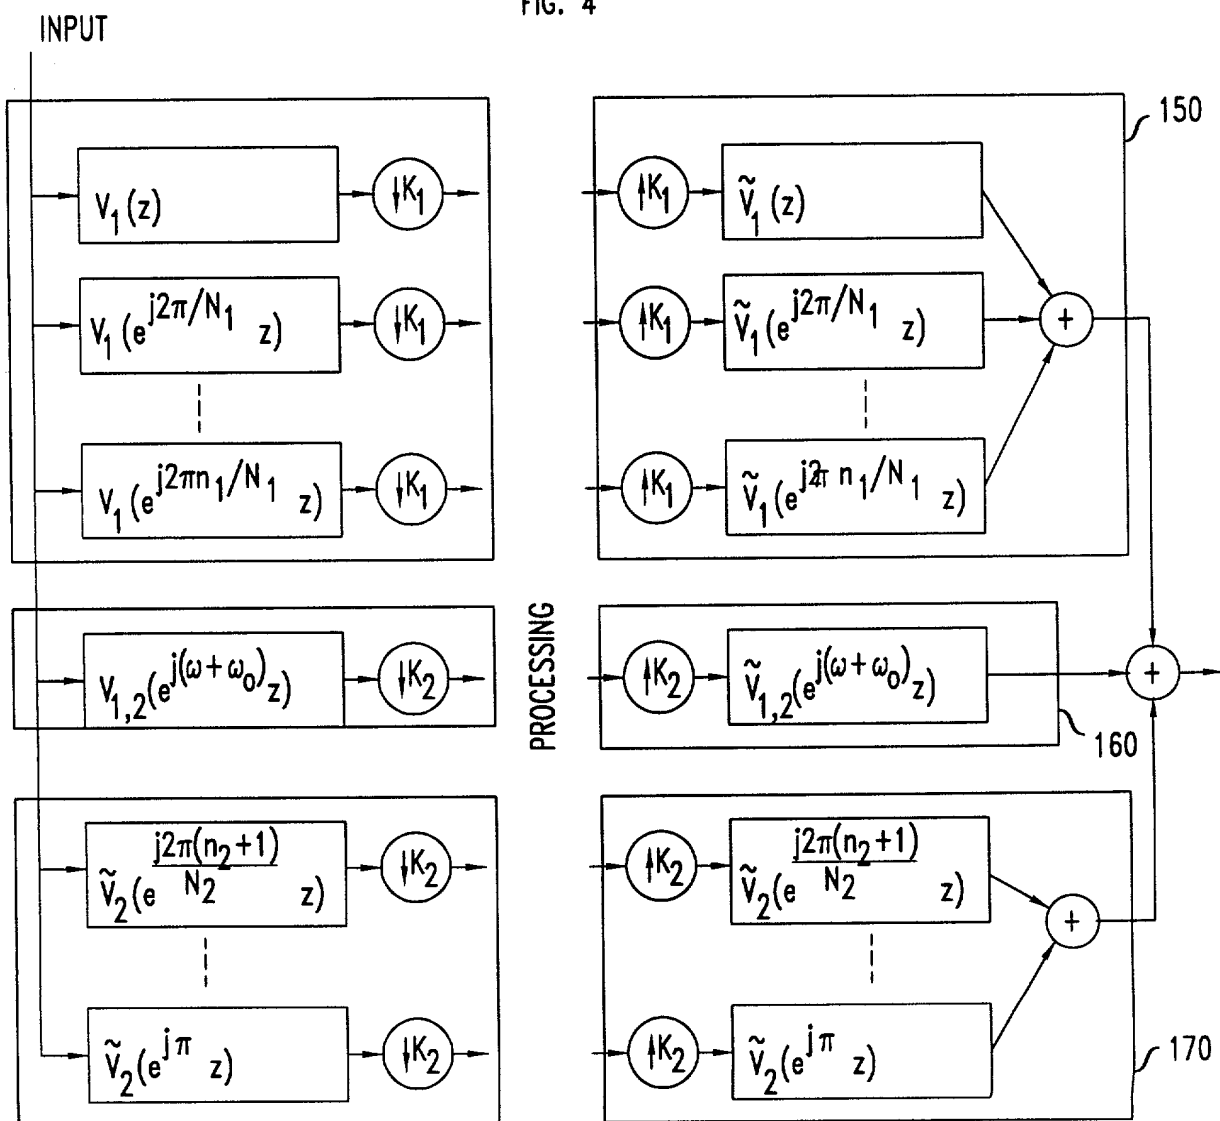 FIG. 4
INPUT
150
V₁(z) ↓K₁ ↑K₁ Ṽ₁(z)
V₁(e^{j2π/N₁} z) ↓K₁ ↑K₁ Ṽ₁(e^{j2π/N₁} z) +
V₁(e^{j2πn₁/N₁} z) ↓K₁ ↑K₁ Ṽ₁(e^{j2π n₁/N₁} z)
PROCESSING
V₁,₂(e^{j(ω+ω₀)}z) ↓K₂ ↑K₂ Ṽ₁,₂(e^{j(ω+ω₀)}z) +
160
Ṽ₂(e^{j2π(n₂+1)/N₂} z) ↓K₂ ↑K₂ Ṽ₂(e^{j2π(n₂+1)/N₂} z) +
Ṽ₂(e^{jπ} z) ↓K₂ ↑K₂ Ṽ₂(e^{jπ} z)
170